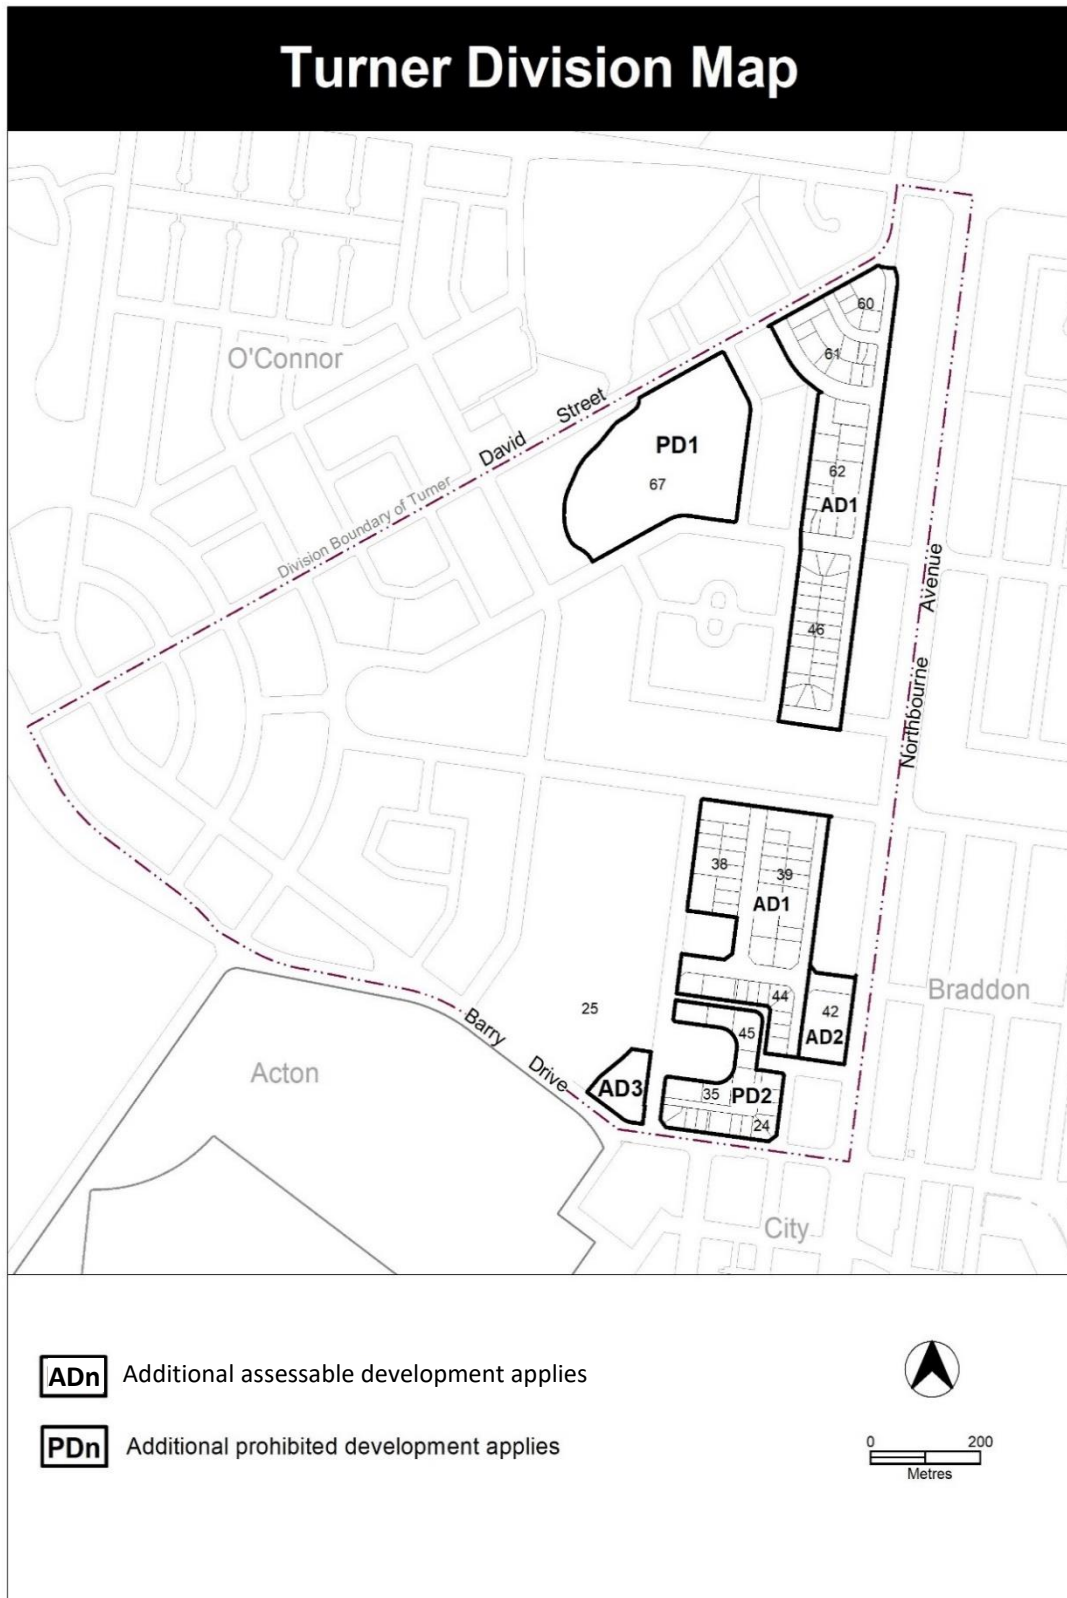 Turner Division Map
60
61
O'Connor
David Street
PD1
67
62
AD1
Division Boundary of Turner
Northbourne Avenue
46
38
39
AD1
Braddon
44
42
25
45
AD2
Barry Drive
Acton
AD3
35
PD2
24
City
ADn Additional assessable development applies
PDn Additional prohibited development applies
0 200
Metres